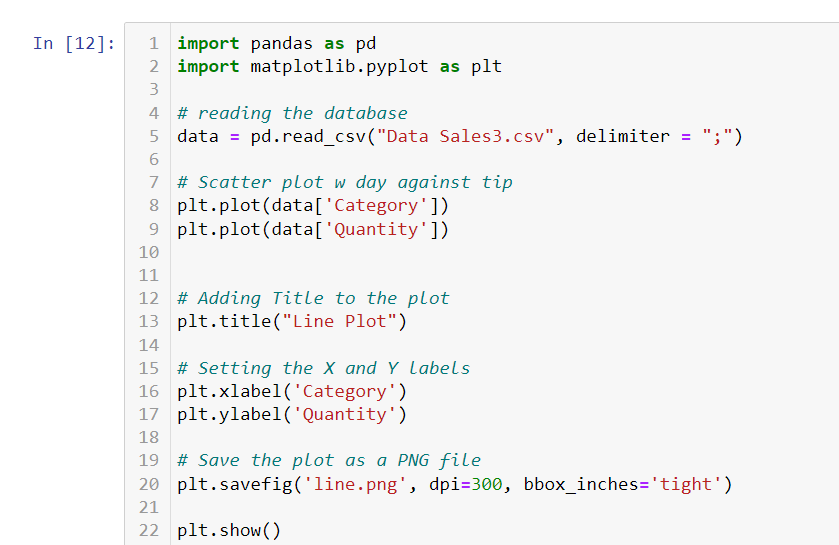 In [12]:
1 import pandas as pd
2 import matplotlib.pyplot as plt
3
4 # reading the database
5 data = pd.read_csv("Data Sales3.csv", delimiter = ";")
6
7 # Scatter plot w day against tip
8 plt.plot(data['Category'])
9 plt.plot(data['Quantity'])
10
11
12 # Adding Title to the plot
13 plt.title("Line Plot")
14
15 # Setting the X and Y labels
16 plt.xlabel('Category')
17 plt.ylabel('Quantity')
18
19 # Save the plot as a PNG file
20 plt.savefig('line.png', dpi=300, bbox_inches='tight')
21
22 plt.show()